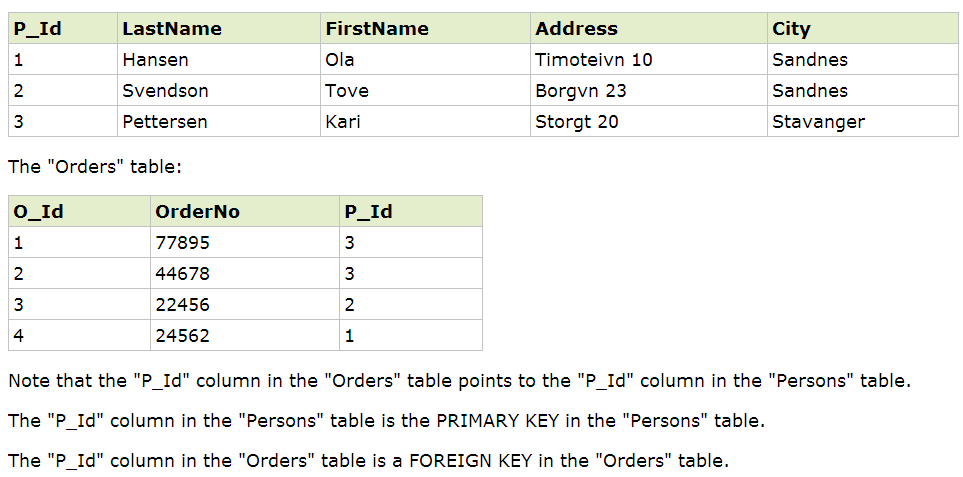 P_Id LastName FirstName Address City
1 Hansen Ola Timoteivn 10 Sandnes
2 Svendson Tove Borgvn 23 Sandnes
3 Pettersen Kari Storgt 20 Stavanger
The "Orders" table:
O_Id OrderNo P_Id
1 77895 3
2 44678 3
3 22456 2
4 24562 1
Note that the "P_Id" column in the "Orders" table points to the "P_Id" column in the "Persons" table.
The "P_Id" column in the "Persons" table is the PRIMARY KEY in the "Persons" table.
The "P_Id" column in the "Orders" table is a FOREIGN KEY in the "Orders" table.